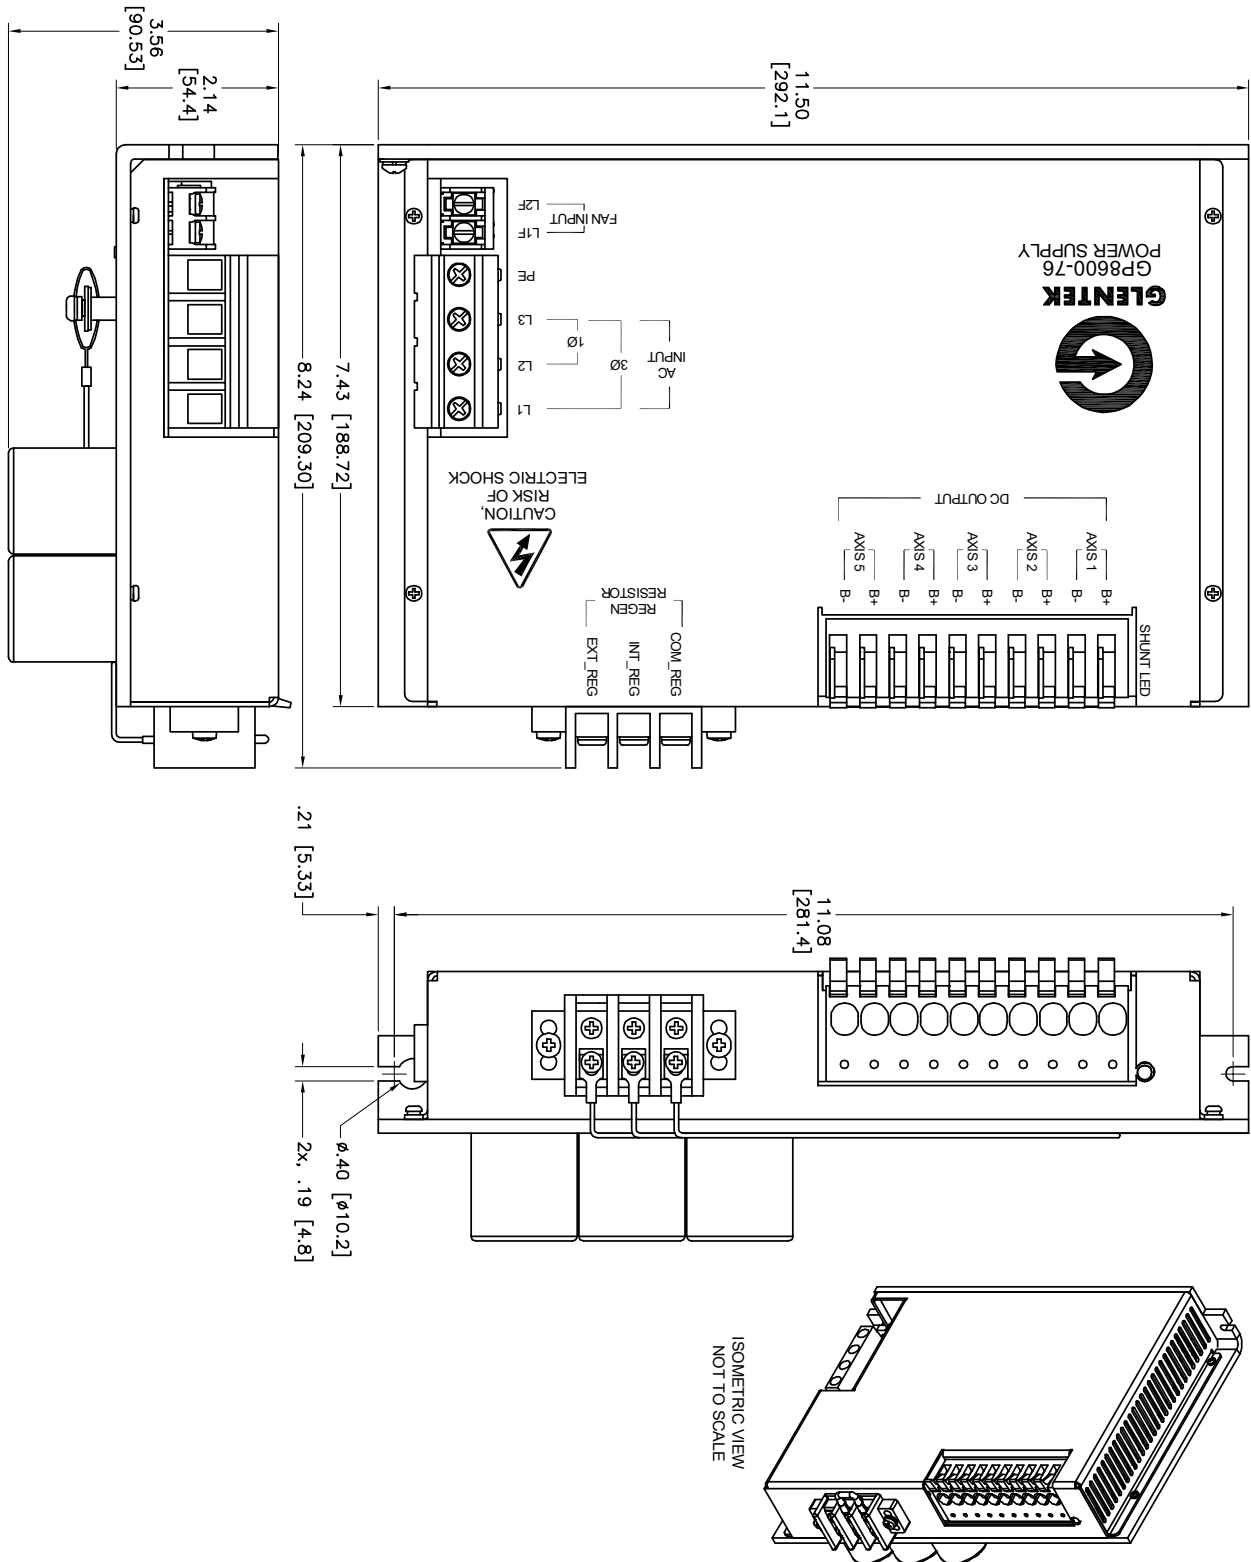 3.56
[90.53]
2.14
[54.4]
11.50
[292.1]
7.43 [188.72]
8.24 [209.30]
GLENTEK
GP8600-76
POWER SUPPLY
FAN INPUT
L2F
L1F
PE
L3
L2
L1
1Ø
3Ø
AC
INPUT
CAUTION,
RISK OF
ELECTRIC SHOCK
DC OUTPUT
AXIS 1
AXIS 2
AXIS 3
AXIS 4
AXIS 5
B+
B-
B+
B-
B+
B-
B+
B-
B+
B-
SHUNT LED
REGEN
RESISTOR
COM_REG
INT_REG
EXT_REG
.21 [5.33]
11.08
[281.4]
ø.40 [ø10.2]
2x, .19 [4.8]
ISOMETRIC VIEW
NOT TO SCALE